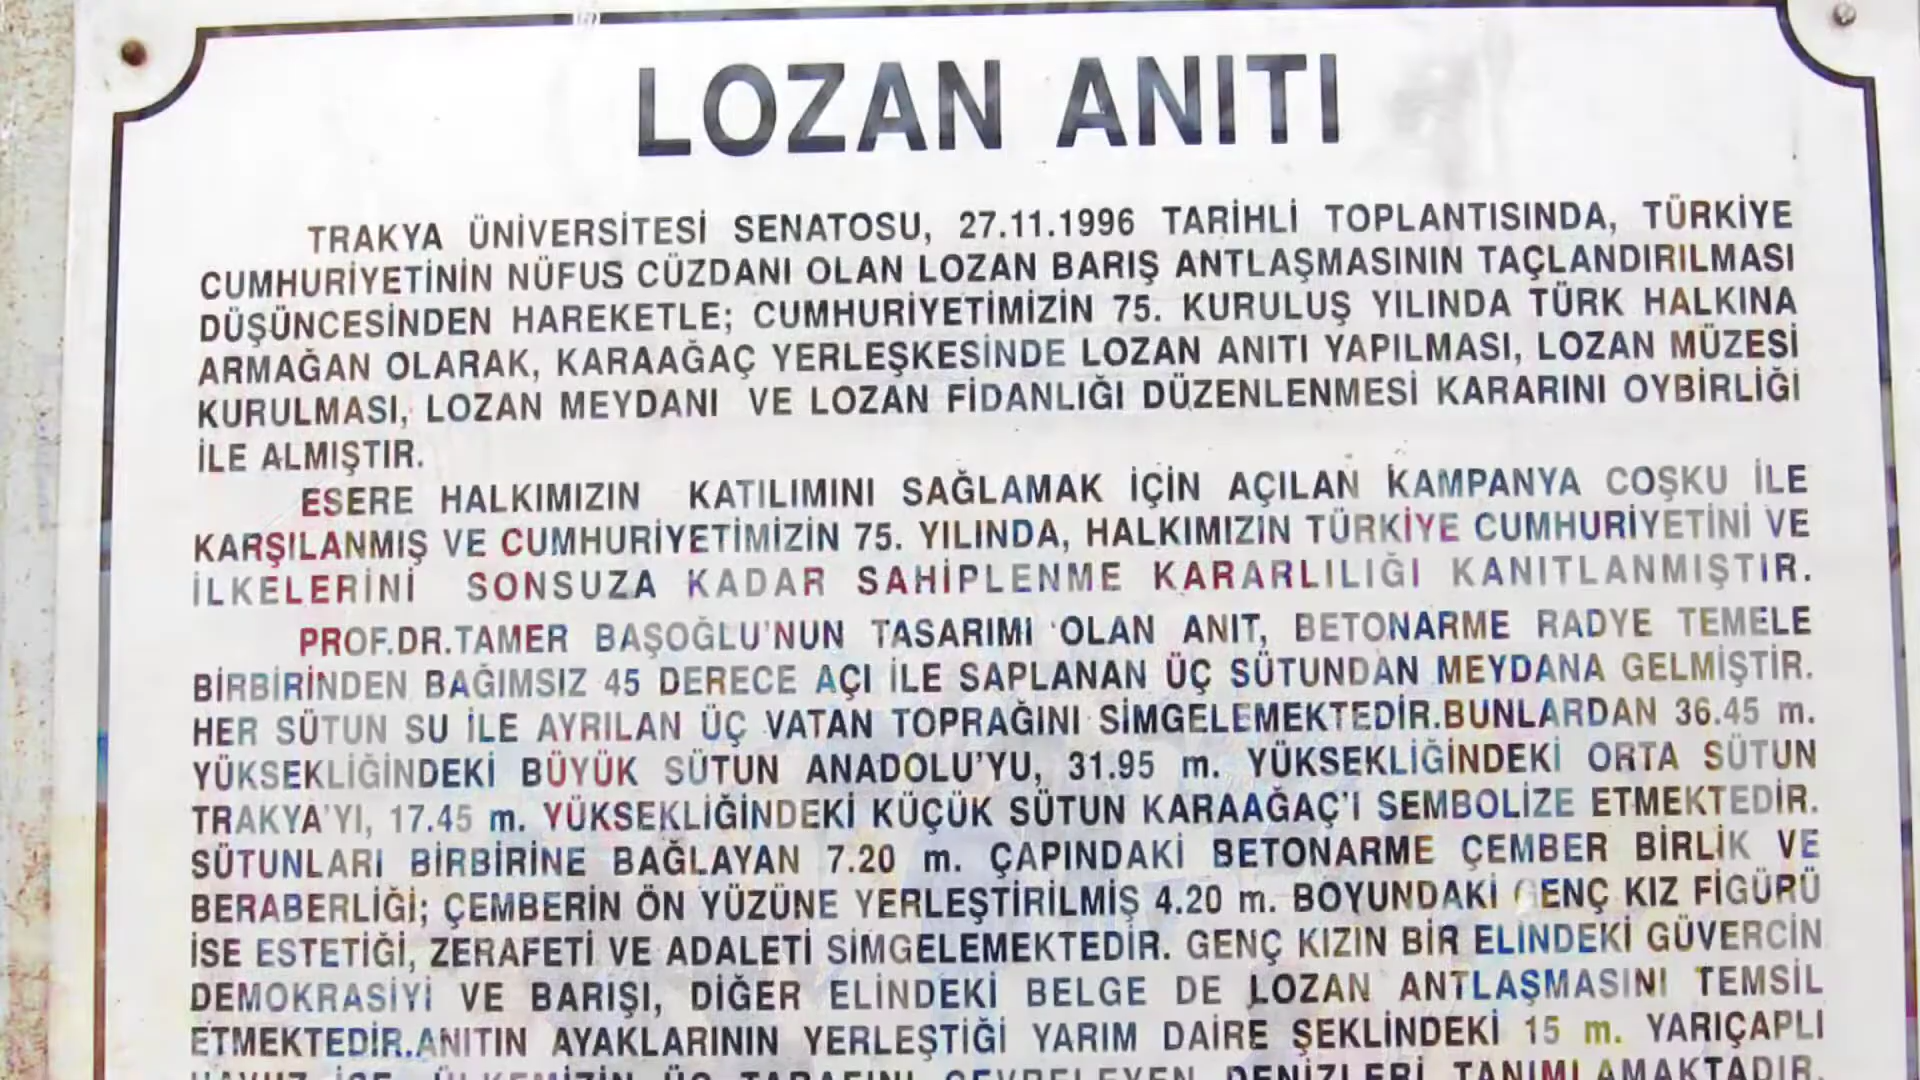 LOZAN ANITI
TRAKYA ÜNİVERSİTESİ SENATOSU, 27.11.1996 TARİHLİ TOPLANTISINDA, TÜRKİYE
CUMHURİYETİNİN NÜFUS CÜZDANI OLAN LOZAN BARIŞ ANTLAŞMASININ TAÇLANDIRILMASI
DÜŞÜNCESİNDEN HAREKETLE; CUMHURİYETİMİZİN 75. KURULUŞ YILINDA TÜRK HALKINA
ARMAĞAN OLARAK, KARAAĞAÇ YERLEŞKESİNDE LOZAN ANITI YAPILMASI, LOZAN MÜZESİ
KURULMASI, LOZAN MEYDANI VE LOZAN FİDANLIĞI DÜZENLENMESİ KARARINI OYBİRLİĞİ
İLE ALMIŞTIR.
ESERE HALKIMIZIN KATILIMINI SAĞLAMAK İÇİN AÇILAN KAMPANYA COŞKU İLE
KARŞILANMIŞ VE CUMHURİYETİMİZİN 75. YILINDA, HALKIMIZIN TÜRKİYE CUMHURİYETİNİ VE
İLKELERİNİ SONSUZA KADAR SAHİPLENME KARARLILIĞI KANITLANMIŞTIR.
PROF.DR.TAMER BAŞOĞLU'NUN TASARIMI OLAN ANIT, BETONARME RADYE TEMELE
BİRBİRİNDEN BAĞIMSIZ 45 DERECE AÇI İLE SAPLANAN ÜÇ SÜTUNDAN MEYDANA GELMİŞTİR.
HER SÜTUN SU İLE AYRILAN ÜÇ VATAN TOPRAĞINI SİMGELEMEKTEDİR.BUNLARDAN 36.45 m.
YÜKSEKLİĞİNDEKİ BÜYÜK SÜTUN ANADOLU'YU, 31.95 m. YÜKSEKLİĞİNDEKİ ORTA SÜTUN
TRAKYA'YI, 17.45 m. YÜKSEKLİĞİNDEKİ KÜÇÜK SÜTUN KARAAĞAÇ'I SEMBOLİZE ETMEKTEDİR.
SÜTUNLARI BİRBİRİNE BAĞLAYAN 7.20 m. ÇAPINDAKİ BETONARME ÇEMBER BİRLİK VE
BERABERLİĞİ; ÇEMBERİN ÖN YÜZÜNE YERLEŞTİRİLMİŞ 4.20 m. BOYUNDAKİ GENÇ KIZ FİGÜRÜ
İSE ESTETİĞİ, ZERAFETİ VE ADALETİ SİMGELEMEKTEDİR. GENÇ KIZIN BİR ELİNDEKİ GÜVERCİN
DEMOKRASİYİ VE BARIŞI, DİĞER ELİNDEKİ BELGE DE LOZAN ANTLAŞMASINI TEMSİL
ETMEKTEDİR.ANITIN AYAKLARININ YERLEŞTİĞİ YARIM DAİRE ŞEKLİNDEKİ 15 m. YARIÇAPLI
HAVUZ İSE, ÜLKEMİZİN ÜÇ TARAFINI ÇEVRELEYEN DENİZLERİ TANIMLAMAKTADIR.